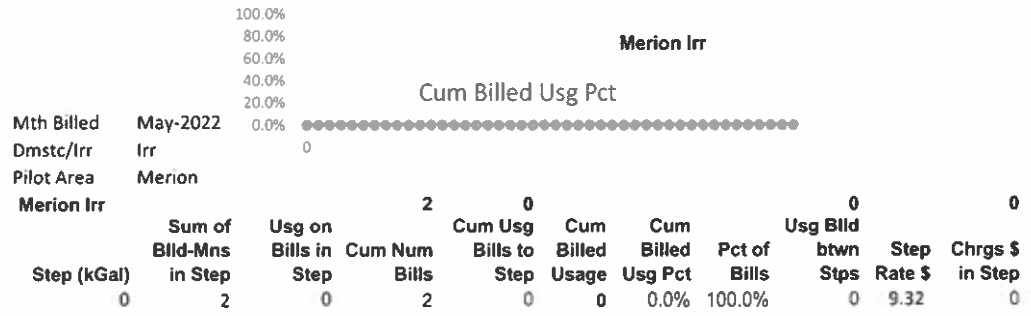 100.0%
80.0%
Merion Irr
60.0%
40.0%
Cum Billed Usg Pct
20.0%
Mth Billed May-2022 0.0%
Dmstc/Irr Irr 0
Pilot Area Merion
Merion Irr 2 0 0 0
Sum of Usg on Cum Usg Cum Cum Usg Blld
Blld-Mns Bills in Cum Num Bills to Billed Billed Pct of btwn Step Chrgs $
Step (kGal) in Step Step Bills Step Usage Usg Pct Bills Stps Rate $ in Step
0 2 0 2 0 0 0.0% 100.0% 0 9.32 0